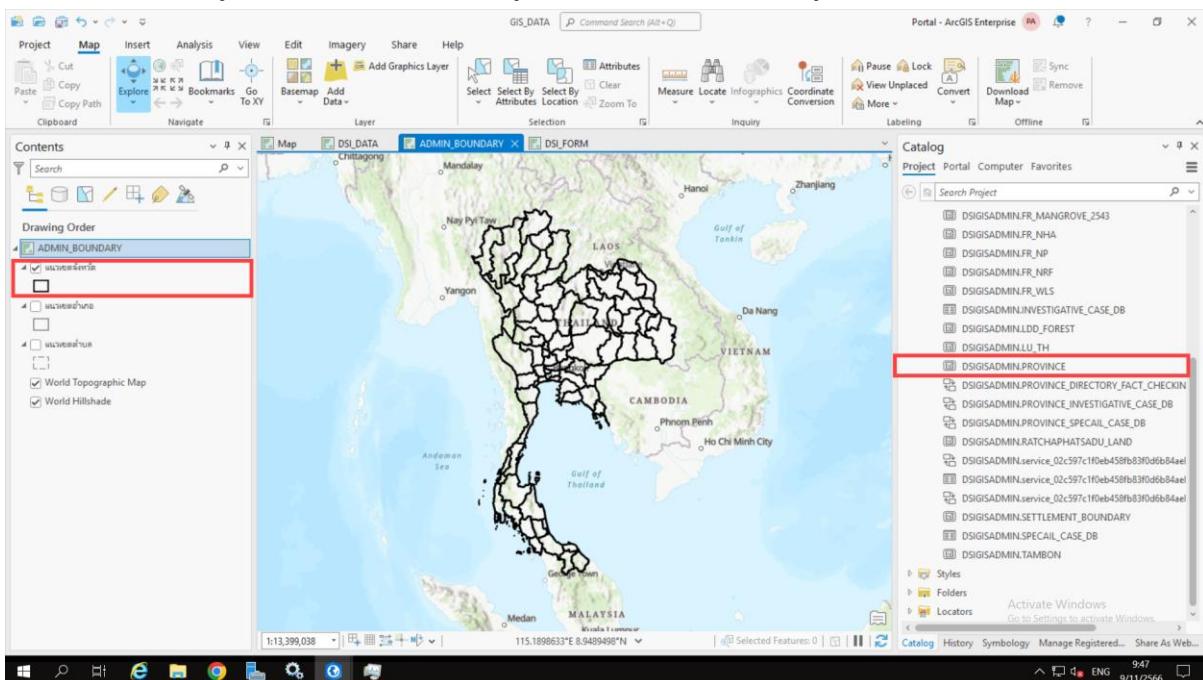 GIS_DATA
Command Search (Alt+Q)
Portal - ArcGIS Enterprise
PA
?
Project Map Insert Analysis View Edit Imagery Share Help
Cut
Copy
Copy Path
Paste
Clipboard
Explore
Bookmarks
Go To XY
Navigate
Basemap
Add Data
Add Graphics Layer
Layer
Select
Select By Attributes
Select By Location
Attributes
Clear
Zoom To
Selection
Measure
Locate
Infographics
Coordinate Conversion
Inquiry
Pause
Lock
View Unplaced
More
Convert
Labeling
Download Map
Sync
Remove
Offline
Contents
Search
Drawing Order
ADMIN_BOUNDARY
แนวเขตจังหวัด
แนวเขตอำเภอ
แนวเขตตำบล
World Topographic Map
World Hillshade
Map DSI_DATA ADMIN_BOUNDARY DSI_FORM
Chittagong
Mandalay
Hanoi
Zhanjiang
Nay Pyi Taw
Gulf of Tonkin
LAOS
Yangon
Da Nang
THAILAND
VIETNAM
CAMBODIA
Phnom Penh
Ho Chi Minh City
Andaman Sea
Gulf of Thailand
George Town
Medan
MALAYSIA
Kuala Lumpur
1:13,399,038
115.1898633°E 8.9489498°N
Selected Features: 0
Catalog
Project Portal Computer Favorites
Search Project
DSIGISADMIN.FR_MANGROVE_2543
DSIGISADMIN.FR_NHA
DSIGISADMIN.FR_NP
DSIGISADMIN.FR_NRF
DSIGISADMIN.FR_WLS
DSIGISADMIN.INVESTIGATIVE_CASE_DB
DSIGISADMIN.LDD_FOREST
DSIGISADMIN.LU_TH
DSIGISADMIN.PROVINCE
DSIGISADMIN.PROVINCE_DIRECTORY_FACT_CHECKIN
DSIGISADMIN.PROVINCE_INVESTIGATIVE_CASE_DB
DSIGISADMIN.PROVINCE_SPECAIL_CASE_DB
DSIGISADMIN.RATCHAPHATSADU_LAND
DSIGISADMIN.service_02c597c1f0eb458fb83f0d6b84ael
DSIGISADMIN.service_02c597c1f0eb458fb83f0d6b84ael
DSIGISADMIN.service_02c597c1f0eb458fb83f0d6b84ael
DSIGISADMIN.SETTLEMENT_BOUNDARY
DSIGISADMIN.SPECAIL_CASE_DB
DSIGISADMIN.TAMBON
Styles
Folders
Locators
Activate Windows
Go to Settings to activate Windows.
Catalog History Symbology Manage Registered... Share As Web...
ENG
9:47
9/11/2566